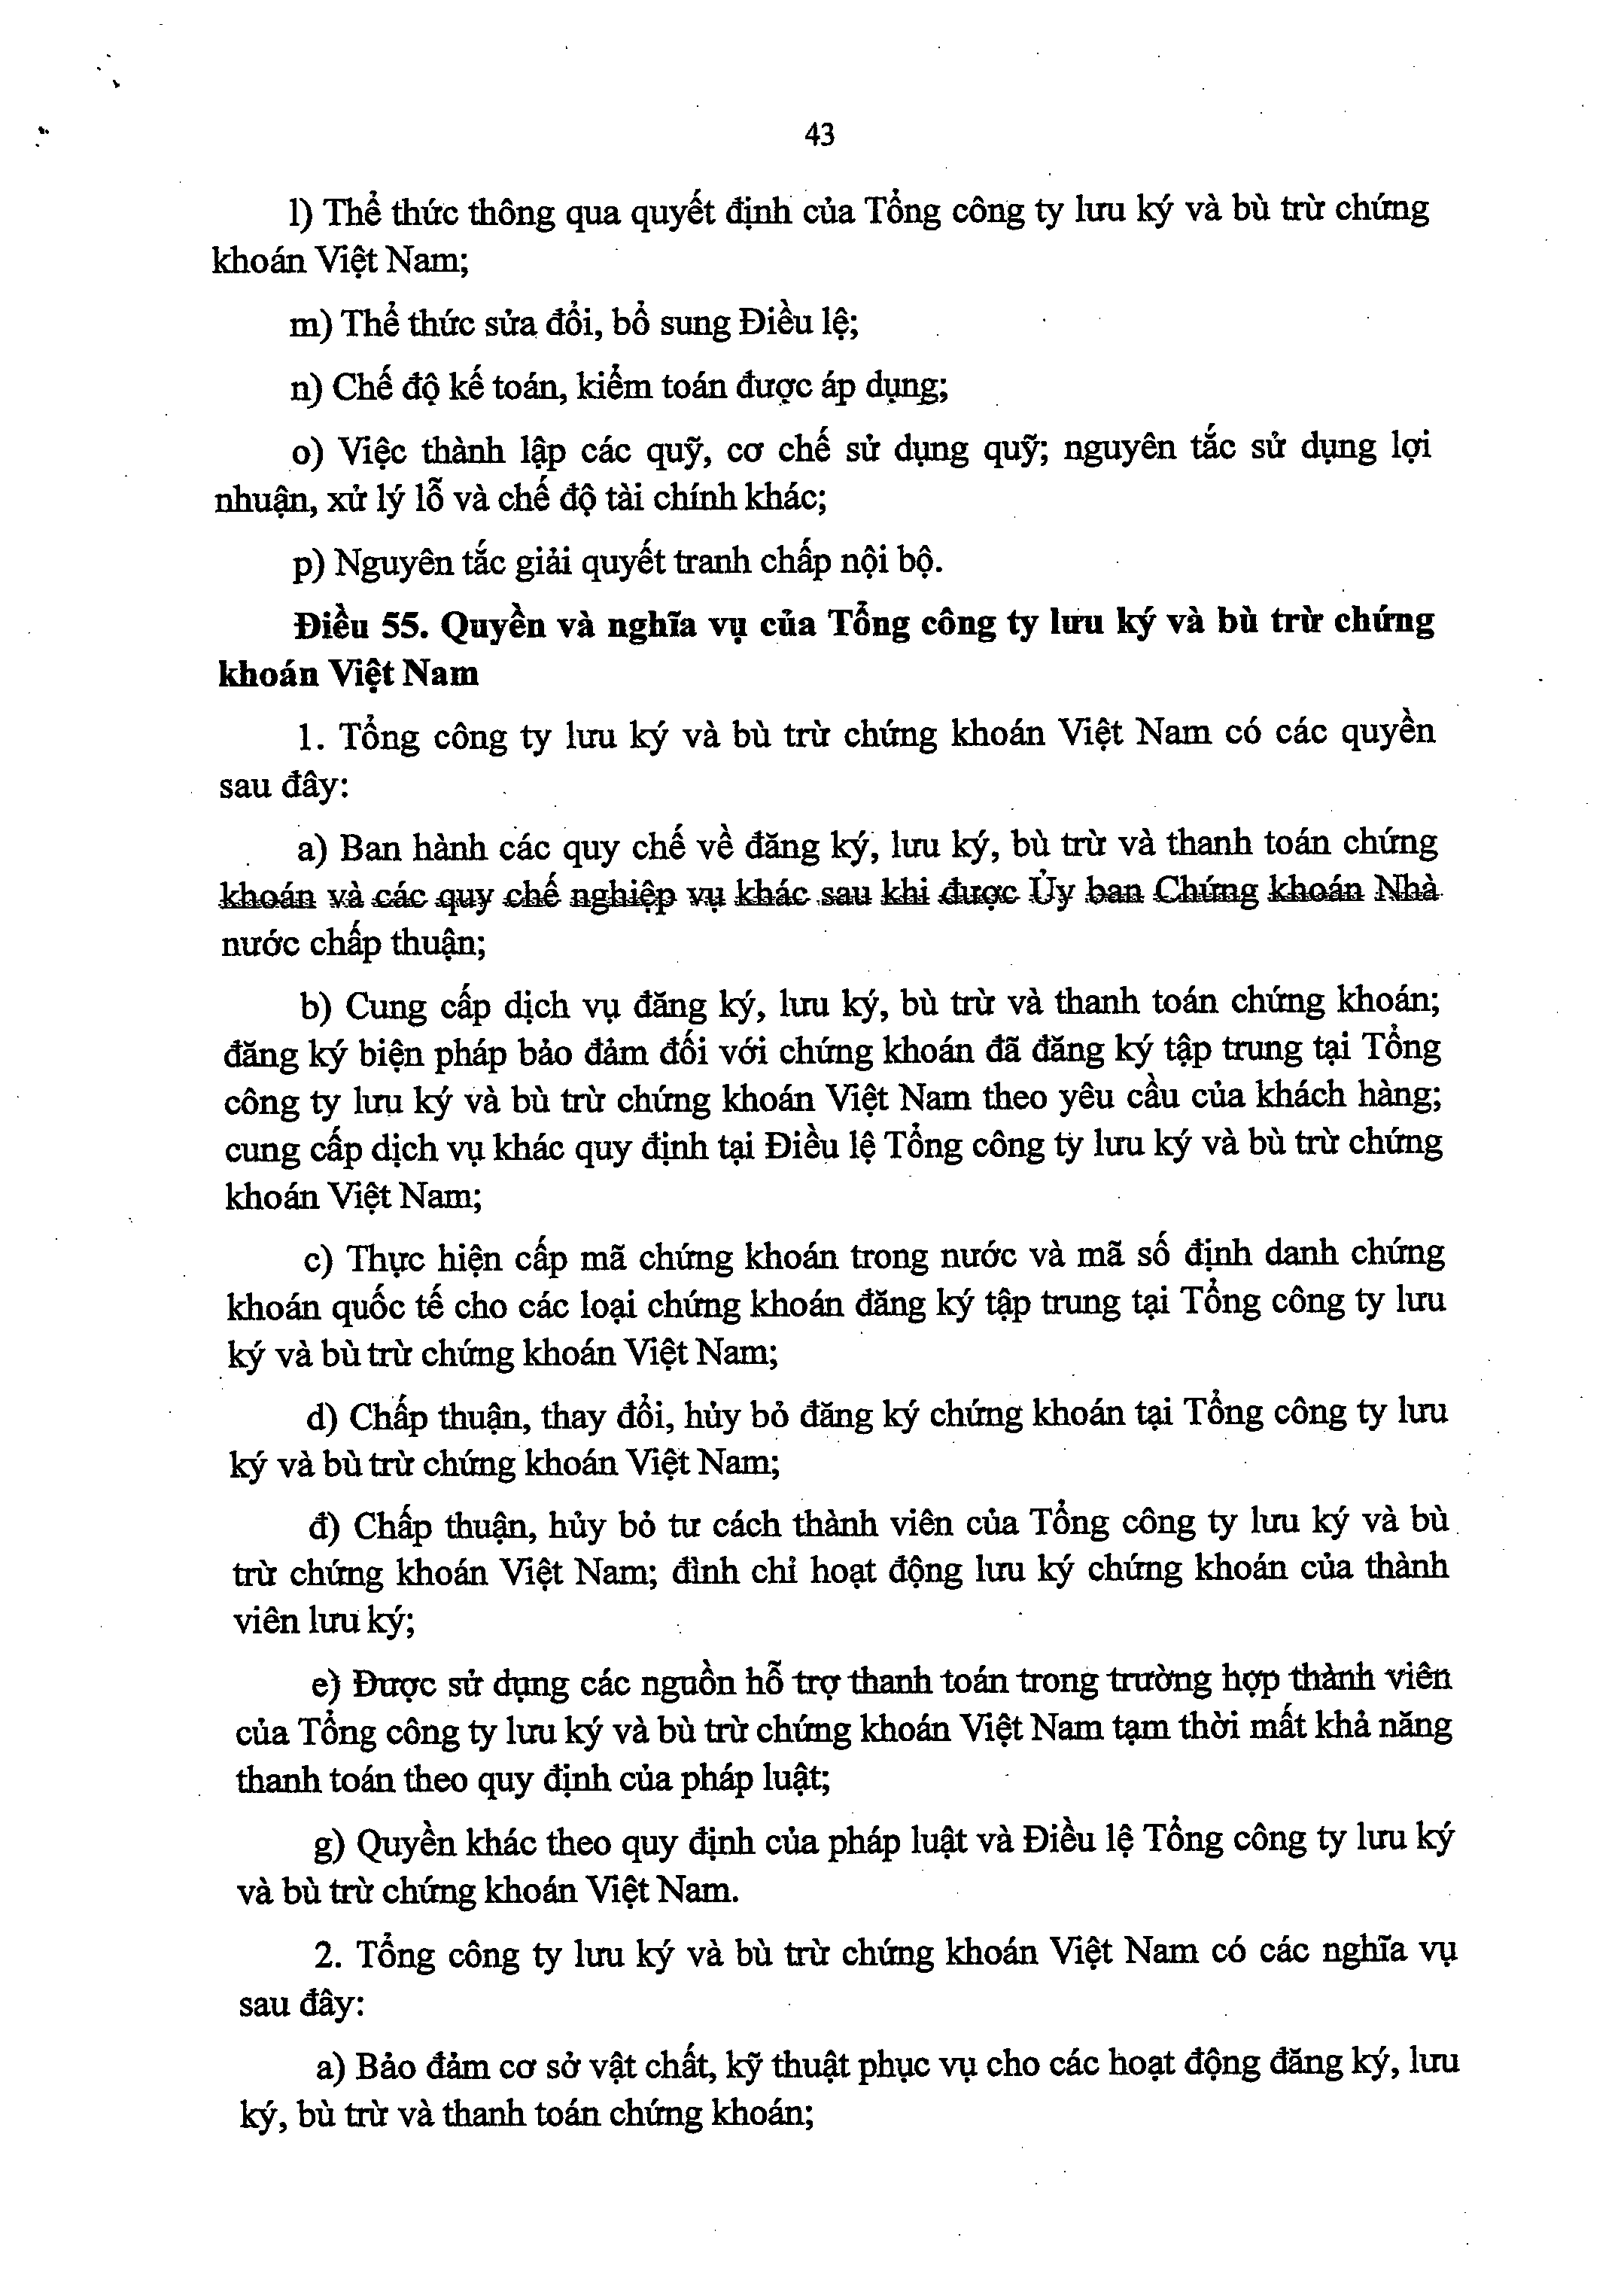 43
l) Thể thức thông qua quyết định của Tổng công ty lưu ký và bù trừ chứng
khoán Việt Nam;
m) Thể thức sửa đổi, bổ sung Điều lệ;
n) Chế độ kế toán, kiểm toán được áp dụng;
o) Việc thành lập các quỹ, cơ chế sử dụng quỹ; nguyên tắc sử dụng lợi
nhuận, xử lý lỗ và chế độ tài chính khác;
p) Nguyên tắc giải quyết tranh chấp nội bộ.
Điều 55. Quyền và nghĩa vụ của Tổng công ty lưu ký và bù trừ chứng
khoán Việt Nam
1. Tổng công ty lưu ký và bù trừ chứng khoán Việt Nam có các quyền
sau đây:
a) Ban hành các quy chế về đăng ký, lưu ký, bù trừ và thanh toán chứng
khoán và các quy chế nghiệp vụ khác sau khi được Ủy ban Chứng khoán Nhà
nước chấp thuận;
b) Cung cấp dịch vụ đăng ký, lưu ký, bù trừ và thanh toán chứng khoán;
đăng ký biện pháp bảo đảm đối với chứng khoán đã đăng ký tập trung tại Tổng
công ty lưu ký và bù trừ chứng khoán Việt Nam theo yêu cầu của khách hàng;
cung cấp dịch vụ khác quy định tại Điều lệ Tổng công ty lưu ký và bù trừ chứng
khoán Việt Nam;
c) Thực hiện cấp mã chứng khoán trong nước và mã số định danh chứng
khoán quốc tế cho các loại chứng khoán đăng ký tập trung tại Tổng công ty lưu
ký và bù trừ chứng khoán Việt Nam;
d) Chấp thuận, thay đổi, hủy bỏ đăng ký chứng khoán tại Tổng công ty lưu
ký và bù trừ chứng khoán Việt Nam;
đ) Chấp thuận, hủy bỏ tư cách thành viên của Tổng công ty lưu ký và bù
trừ chứng khoán Việt Nam; đình chỉ hoạt động lưu ký chứng khoán của thành
viên lưu ký;
e) Được sử dụng các nguồn hỗ trợ thanh toán trong trường hợp thành viên
của Tổng công ty lưu ký và bù trừ chứng khoán Việt Nam tạm thời mất khả năng
thanh toán theo quy định của pháp luật;
g) Quyền khác theo quy định của pháp luật và Điều lệ Tổng công ty lưu ký
và bù trừ chứng khoán Việt Nam.
2. Tổng công ty lưu ký và bù trừ chứng khoán Việt Nam có các nghĩa vụ
sau đây:
a) Bảo đảm cơ sở vật chất, kỹ thuật phục vụ cho các hoạt động đăng ký, lưu
ký, bù trừ và thanh toán chứng khoán;